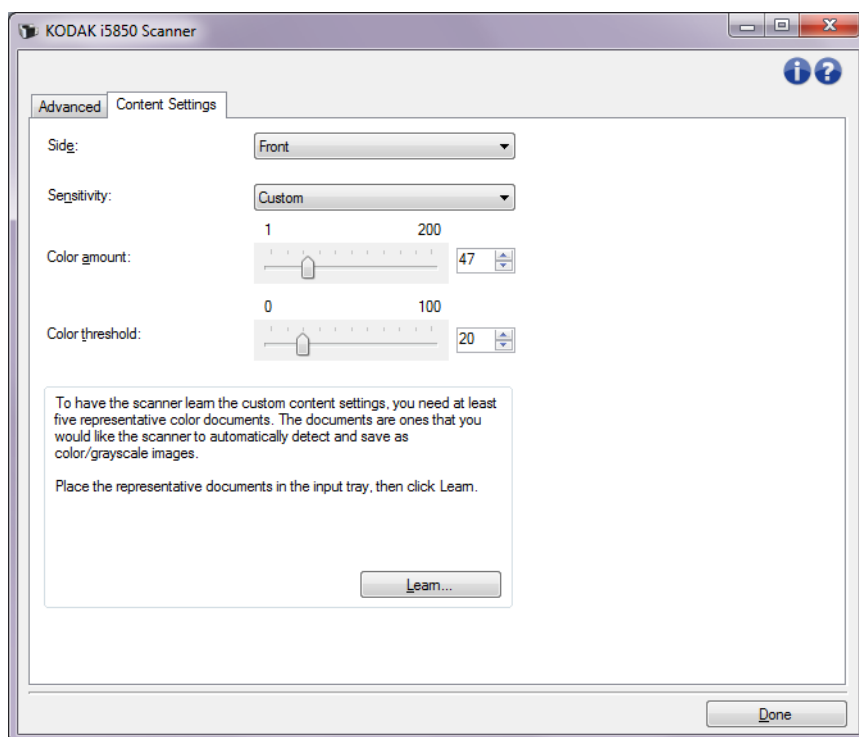 KODAK i5850 Scanner
Advanced
Content Settings
Side:
Front
Sensitivity:
Custom
1
200
Color amount:
47
0
100
Color threshold:
20
To have the scanner learn the custom content settings, you need at least
five representative color documents. The documents are ones that you
would like the scanner to automatically detect and save as
color/grayscale images.
Place the representative documents in the input tray, then click Learn.
Learn...
Done